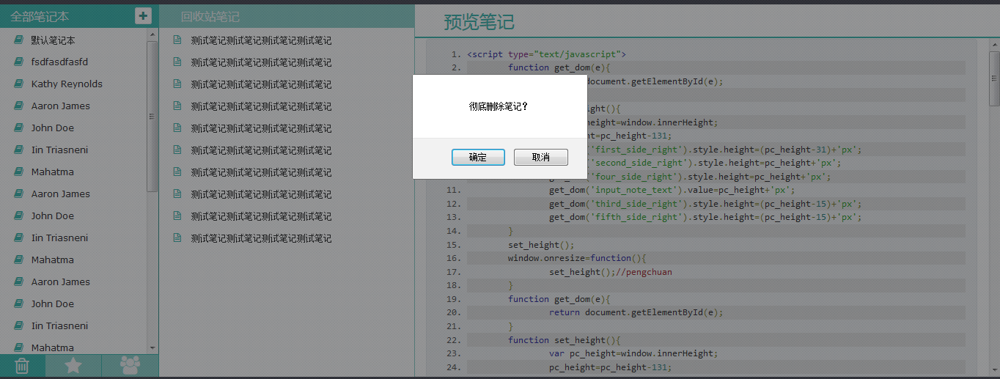 全部笔记本
默认笔记本
fsdfasdfasfd
Kathy Reynolds
Aaron James
John Doe
Iin Triasneni
Mahatma
Aaron James
John Doe
Iin Triasneni
Mahatma
Aaron James
John Doe
Iin Triasneni
Mahatma
回收站笔记
测试笔记测试笔记测试笔记测试笔记
测试笔记测试笔记测试笔记测试笔记
测试笔记测试笔记测试笔记测试笔记
测试笔记测试笔记测试笔记测试笔记
测试笔记测试笔记测试笔记测试笔记
测试笔记测试笔记测试笔记测试笔记
测试笔记测试笔记测试笔记测试笔记
测试笔记测试笔记测试笔记测试笔记
测试笔记测试笔记测试笔记测试笔记
测试笔记测试笔记测试笔记测试笔记
预览笔记
1. <script type="text/javascript">
2. function get_dom(e){
document.getElementById(e);
ght(){
height=window.innerHeight;
ht=pc_height-131;
('first_side_right').style.height=(pc_height-31)+'px';
('second_side_right').style.height=pc_height+'px';
get_dom('four_side_right').style.height=pc_height+'px';
11. get_dom('input_note_text').value=pc_height+'px';
12. get_dom('third_side_right').style.height=(pc_height-15)+'px';
13. get_dom('fifth_side_right').style.height=(pc_height-15)+'px';
14. }
15. set_height();
16. window.onresize=function(){
17. set_height();//pengchuan
18. }
19. function get_dom(e){
20. return document.getElementById(e);
21. }
22. function set_height(){
23. var pc_height=window.innerHeight;
24. pc_height=pc_height-131;
彻底删除笔记？
确定
取消